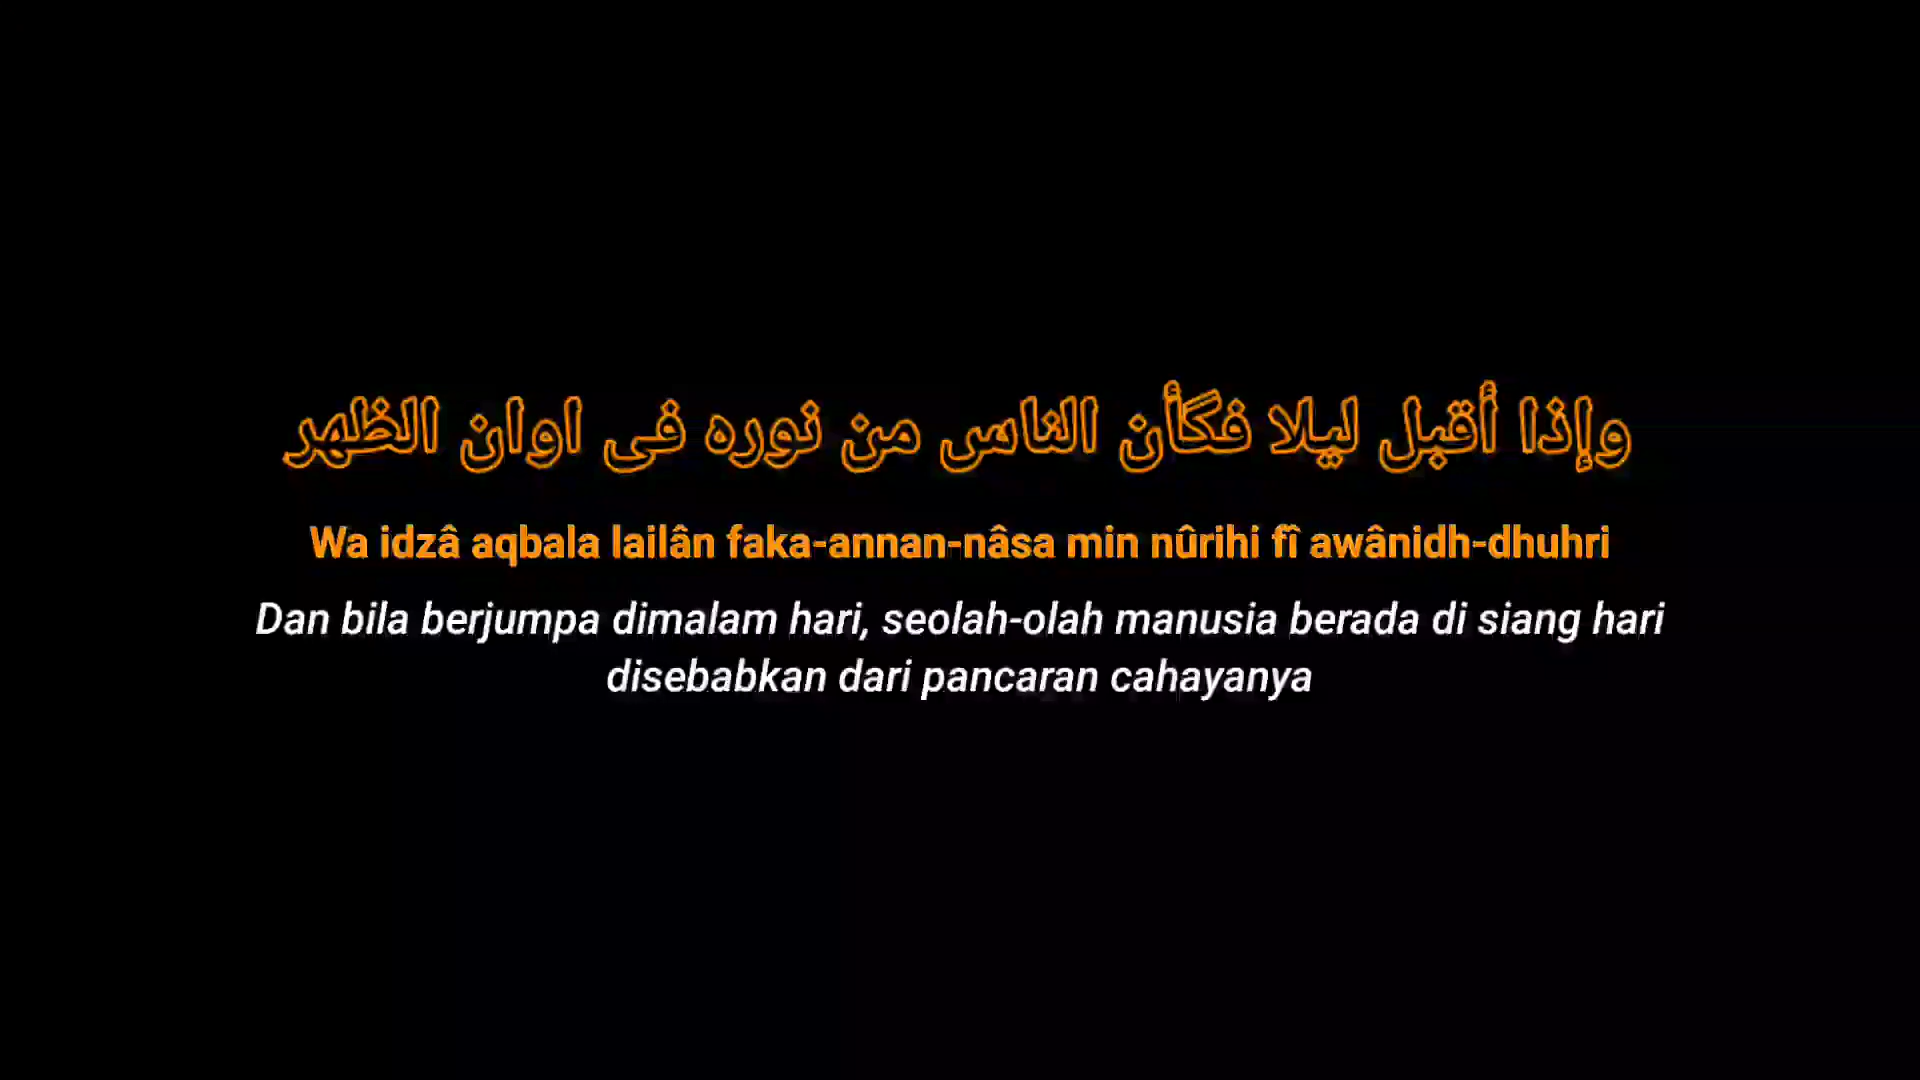 وإذا أقبل ليلا فكأن الناس من نوره فى اوان الظهر
Wa idzâ aqbala lailân faka-annan-nâsa min nûrihi fî awânidh-dhuhri
Dan bila berjumpa dimalam hari, seolah-olah manusia berada di siang hari
disebabkan dari pancaran cahayanya